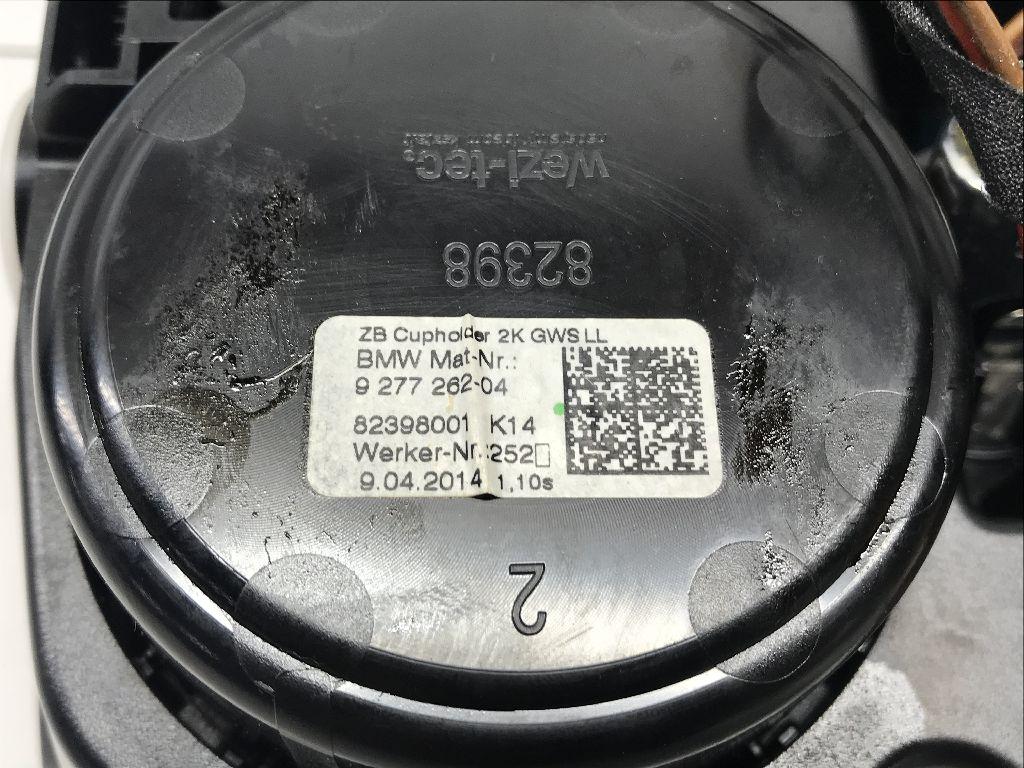 wezi-tec
82398
ZB Cupholder 2K GWS LL
BMW Mat-Nr.:
9 277 262-04
82398001 K14
Werker-Nr.:252
9.04.2014 1,10s
2